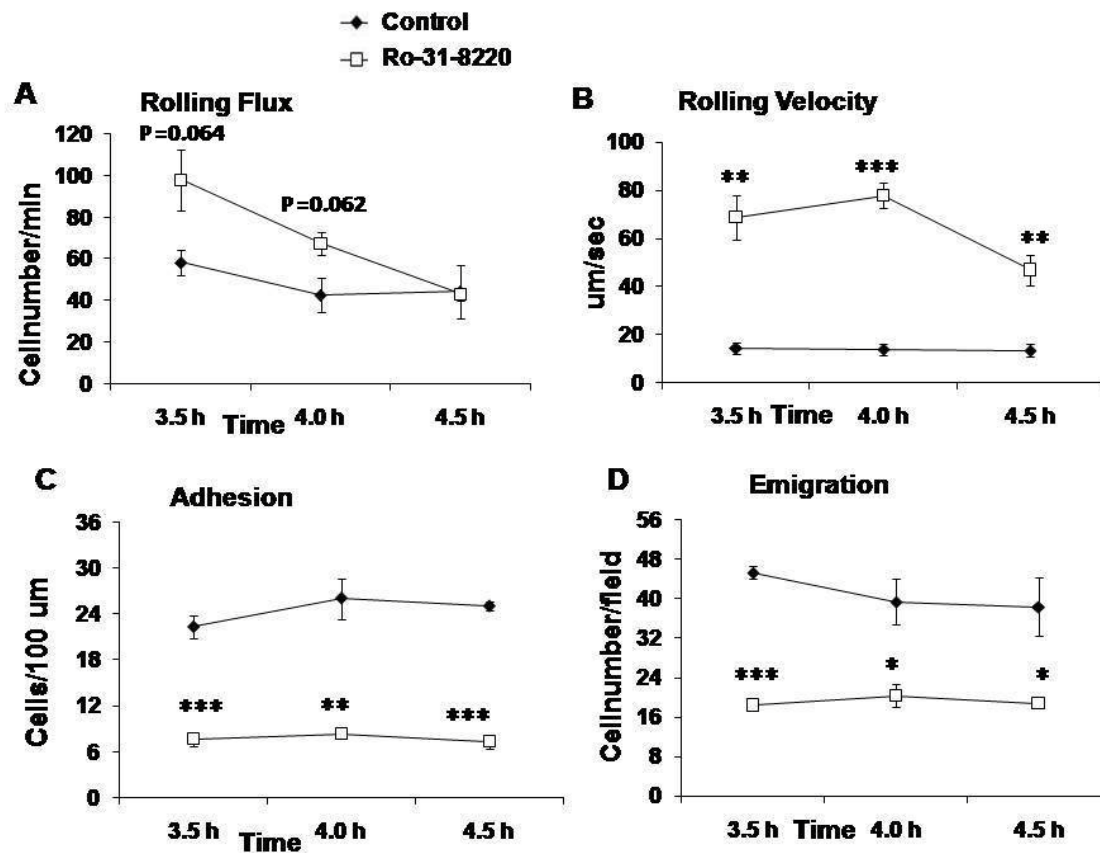 Control
Ro-31-8220
A
Rolling Flux
P=0.064
P=0.062
Cellnumber/min
120
100
80
60
40
20
0
3.5 h
4.0 h
4.5 h
Time
B
Rolling Velocity
um/sec
100
80
60
40
20
0
**
***
**
3.5 h
Time
4.0 h
4.5 h
C
Adhesion
Cells/100 um
36
30
24
18
12
6
0
***
**
***
3.5 h
4.0 h
4.5 h
Time
D
Emigration
Cellnumber/field
56
48
40
32
24
16
8
0
***
*
*
3.5 h
Time
4.0 h
4.5 h